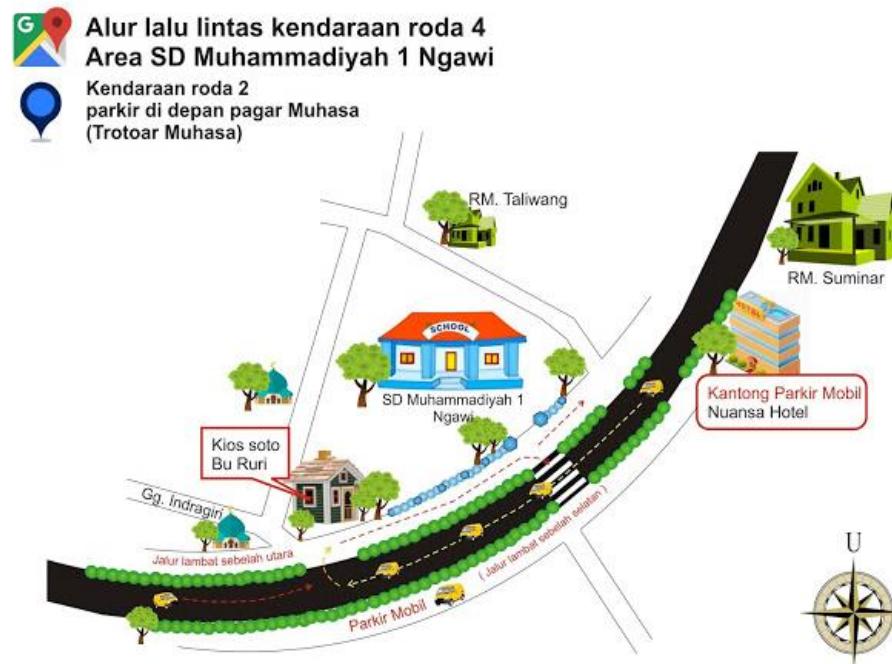 Alur lalu lintas kendaraan roda 4
Area SD Muhammadiyah 1 Ngawi
Kendaraan roda 2
parkir di depan pagar Muhasa
(Trotoar Muhasa)
RM. Taliwang
RM. Suminar
SCHOOL
HOTEL
SD Muhammadiyah 1
Ngawi
Kantong Parkir Mobil
Nuansa Hotel
Kios soto
Bu Ruri
Gg. Indragiri
Jalur lambat sebelah utara
( Jalur lambat sebelah selatan )
Parkir Mobil
U